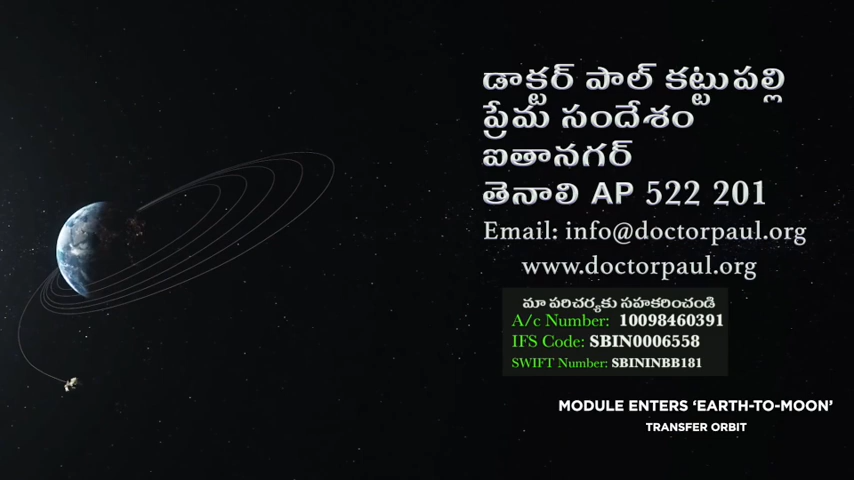 డాక్టర్ పాల్ కట్టుపల్లి
ప్రేమ సందేశం
ఐతానగర్
తెనాలి AP 522 201
Email: info@doctorpaul.org
www.doctorpaul.org
మా పరిచర్యకు సహకరించండి
A/c Number: 10098460391
IFS Code: SBIN0006558
SWIFT Number: SBININBB181
MODULE ENTERS ‘EARTH-TO-MOON’
TRANSFER ORBIT